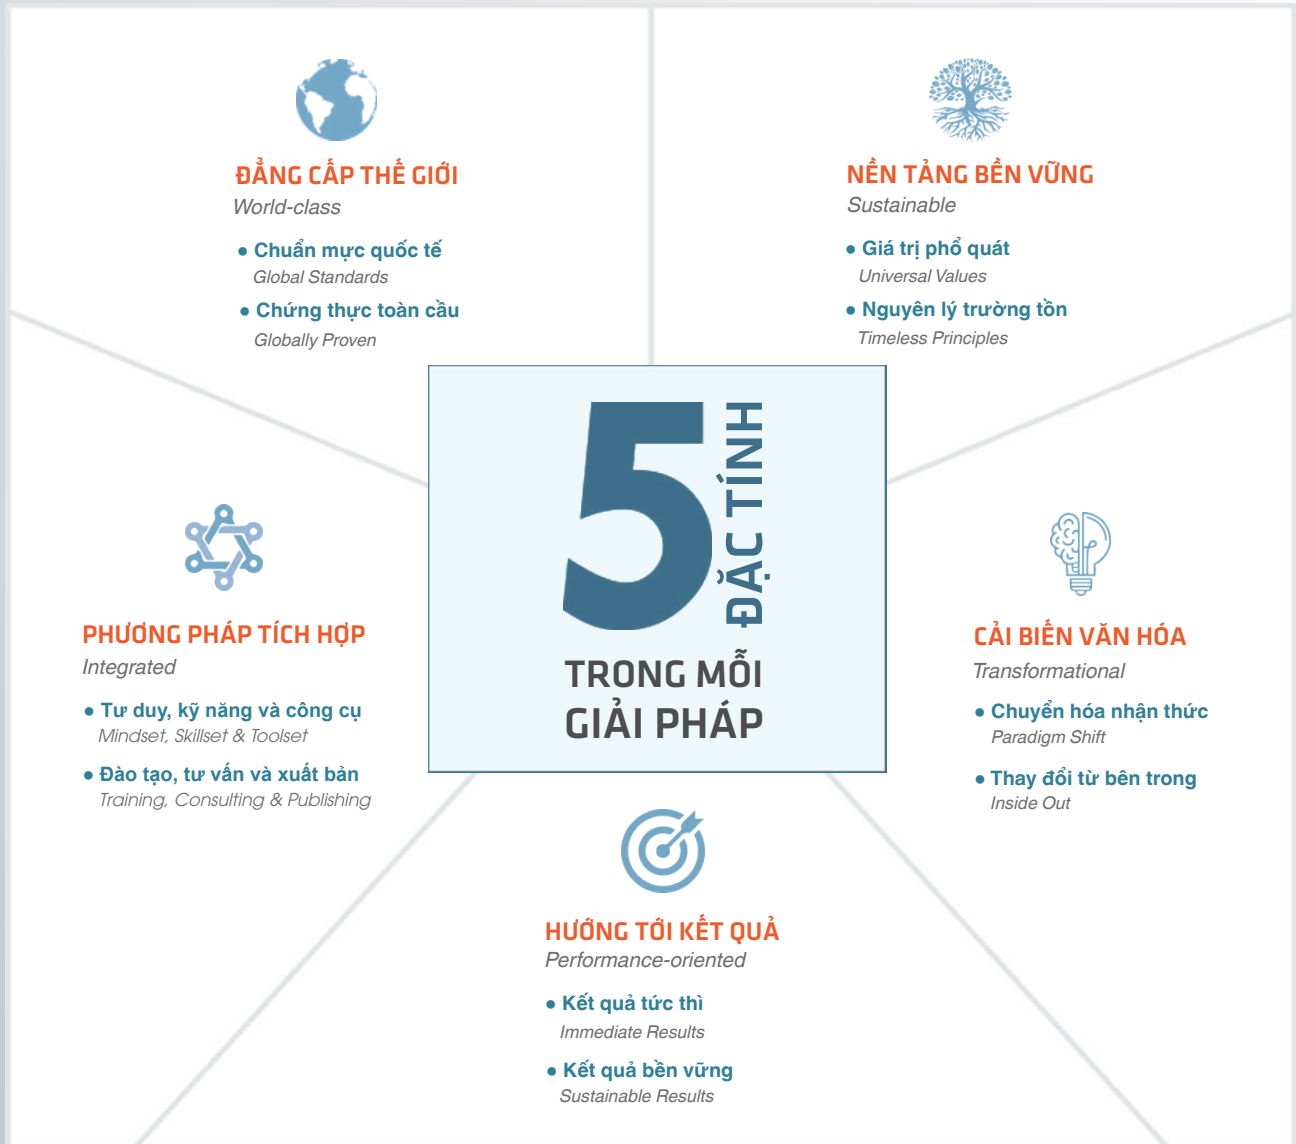 ĐẲNG CẤP THẾ GIỚI
World-class
● Chuẩn mực quốc tế
Global Standards
● Chứng thực toàn cầu
Globally Proven
NỀN TẢNG BỀN VỮNG
Sustainable
● Giá trị phổ quát
Universal Values
● Nguyên lý trường tồn
Timeless Principles
5 ĐẶC TÍNH
TRONG MỖI
GIẢI PHÁP
PHƯƠNG PHÁP TÍCH HỢP
Integrated
● Tư duy, kỹ năng và công cụ
Mindset, Skillset & Toolset
● Đào tạo, tư vấn và xuất bản
Training, Consulting & Publishing
CẢI BIẾN VĂN HÓA
Transformational
● Chuyển hóa nhận thức
Paradigm Shift
● Thay đổi từ bên trong
Inside Out
HƯỚNG TỚI KẾT QUẢ
Performance-oriented
● Kết quả tức thì
Immediate Results
● Kết quả bền vững
Sustainable Results